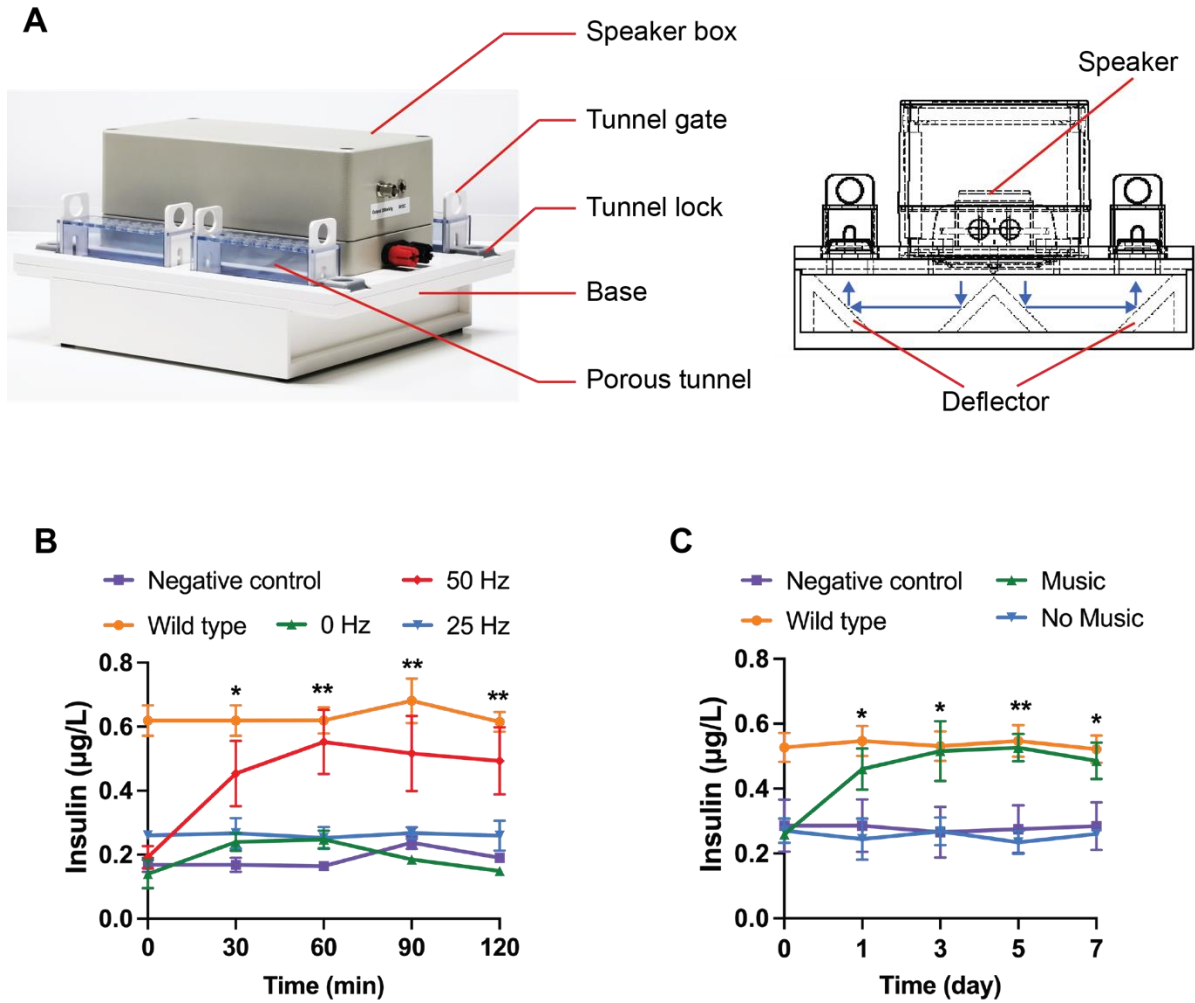 A
Speaker box
Tunnel gate
Tunnel lock
Base
Porous tunnel
Speaker
Deflector
B
Negative control
50 Hz
Wild type
0 Hz
25 Hz
0.8
0.6
0.4
0.2
0.0
Insulin (µg/L)
*
**
**
**
0
30
60
90
120
Time (min)
C
Negative control
Music
Wild type
No Music
0.8
0.6
0.4
0.2
0.0
Insulin (µg/L)
*
*
**
*
0
1
3
5
7
Time (day)